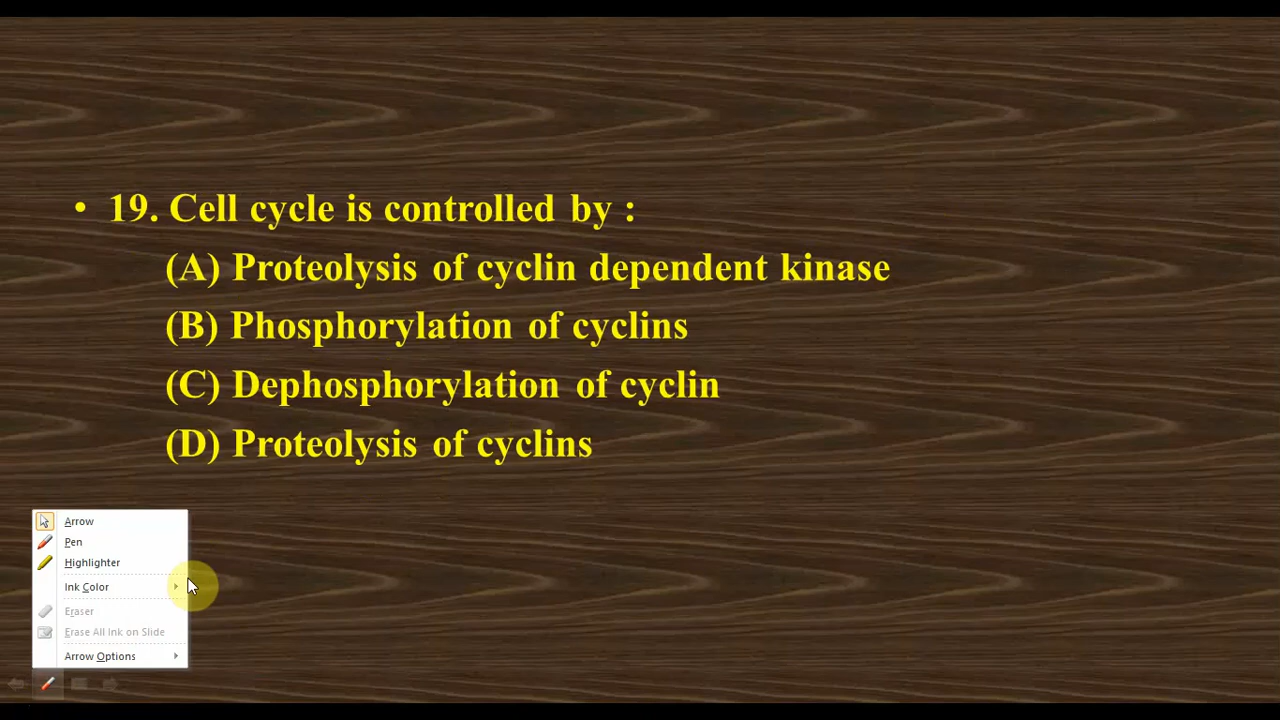 • 19. Cell cycle is controlled by :
(A) Proteolysis of cyclin dependent kinase
(B) Phosphorylation of cyclins
(C) Dephosphorylation of cyclin
(D) Proteolysis of cyclins
Arrow
Pen
Highlighter
Ink Color
Eraser
Erase All Ink on Slide
Arrow Options